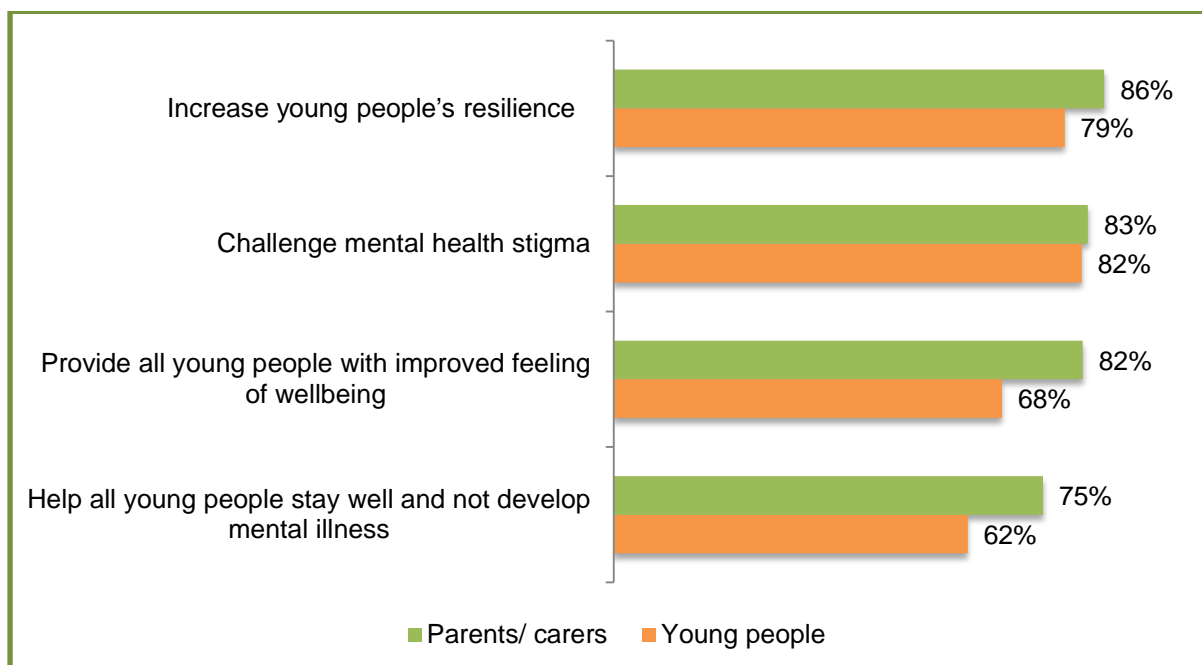 Increase young people’s resilience
86%
79%
Challenge mental health stigma
83%
82%
Provide all young people with improved feeling
of wellbeing
82%
68%
Help all young people stay well and not develop
mental illness
75%
62%
Parents/ carers Young people